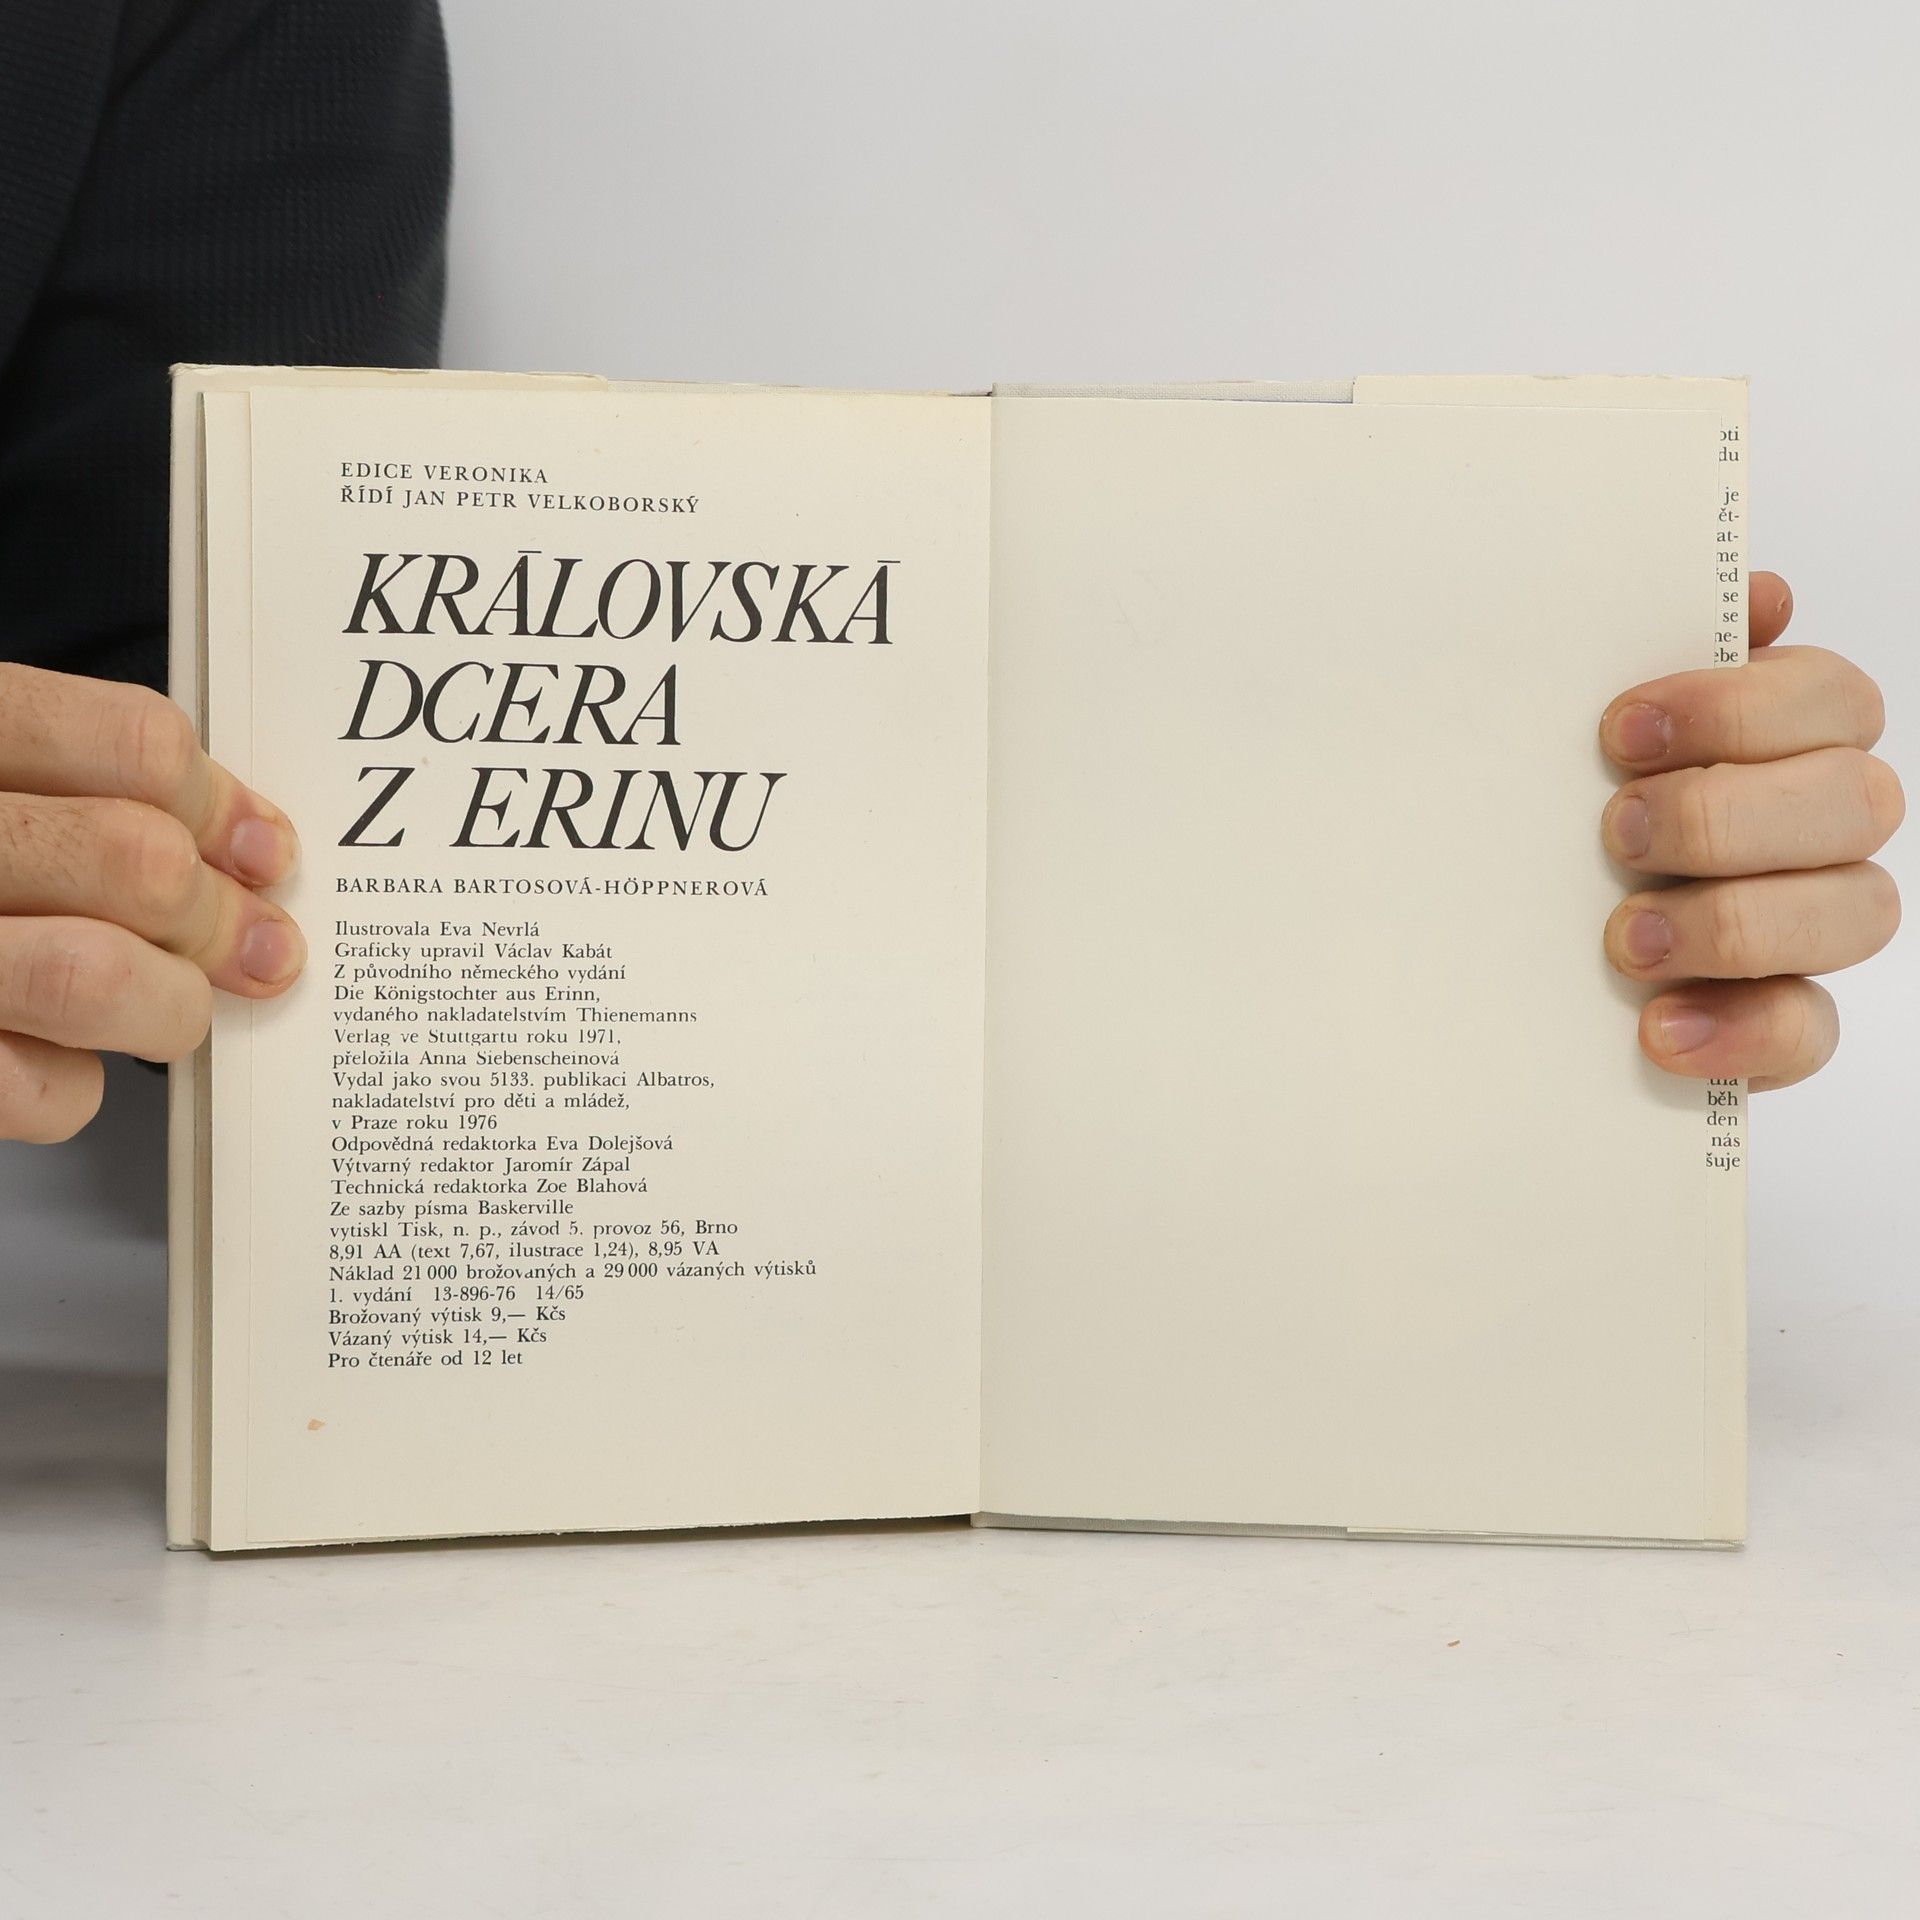 EDICE VERONIKA
ŘÍDÍ JAN PETR VELKOBORSKÝ
KRÁLOVSKÁ
DCERA
Z ERINU
BARBARA BARTOSOVÁ-HÖPPNEROVÁ
Ilustrovala Eva Nevrlá
Graficky upravil Václav Kabát
Z původního německého vydání
Die Königstochter aus Erinn,
vydaného nakladatelstvím Thienemanns
Verlag ve Stuttgartu roku 1971,
přeložila Anna Siebenscheinová
Vydal jako svou 5133. publikaci Albatros,
nakladatelství pro děti a mládež,
v Praze roku 1976
Odpovědná redaktorka Eva Dolejšová
Výtvarný redaktor Jaromír Zápal
Technická redaktorka Zoe Blahová
Ze sazby písma Baskerville
vytiskl Tisk, n. p., závod 5. provoz 56, Brno
8,91 AA (text 7,67, ilustrace 1,24), 8,95 VA
Náklad 21 000 brožovaných a 29 000 vázaných výtisků
1. vydání 13-896-76 14/65
Brožovaný výtisk 9,— Kčs
Vázaný výtisk 14,— Kčs
Pro čtenáře od 12 let
je
se
se
nás